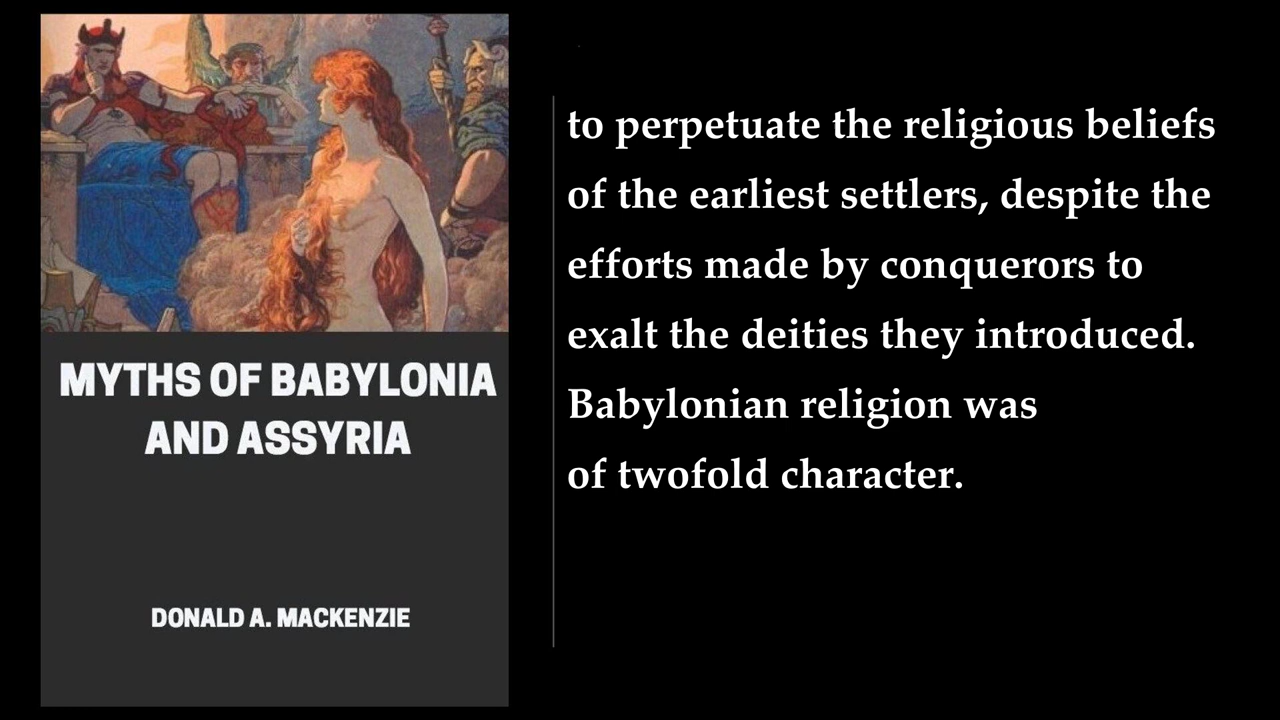 MYTHS OF BABYLONIA
AND ASSYRIA
DONALD A. MACKENZIE
to perpetuate the religious beliefs
of the earliest settlers, despite the
efforts made by conquerors to
exalt the deities they introduced.
Babylonian religion was
of twofold character.